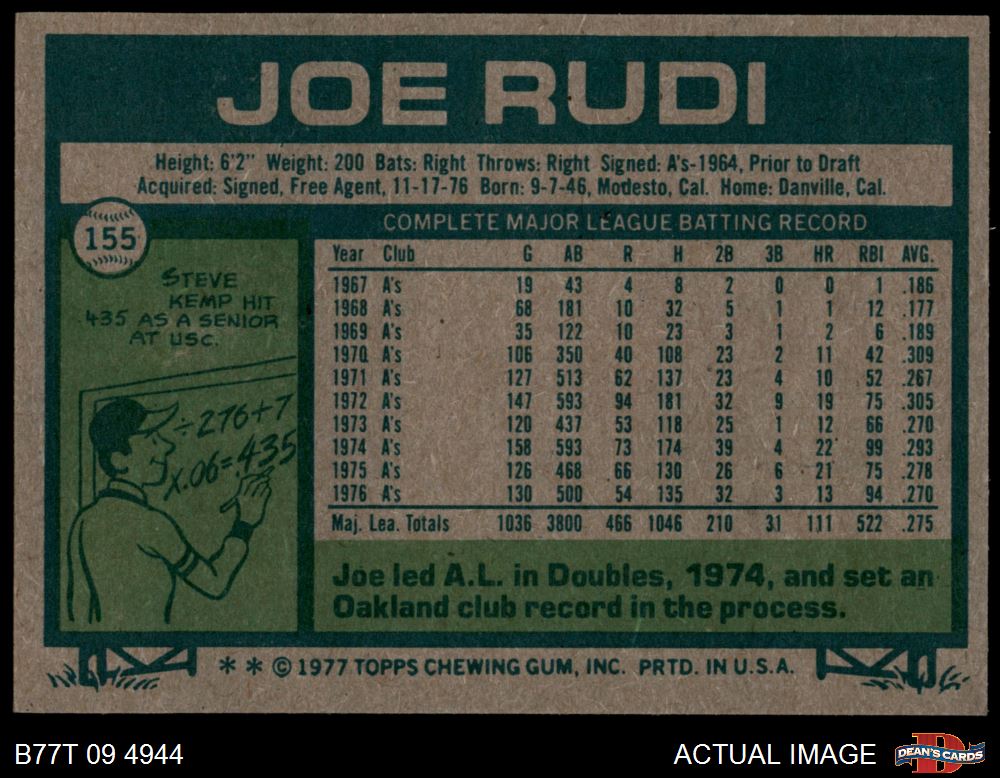 JOE RUDI
Height: 6'2" Weight: 200 Bats: Right Throws: Right Signed: A's-1964, Prior to Draft
Acquired: Signed, Free Agent, 11-17-76 Born: 9-7-46, Modesto, Cal. Home: Danville, Cal.
155
STEVE
KEMP HIT
.435 AS A SENIOR
AT USC.
÷276+7
x.06=.435
COMPLETE MAJOR LEAGUE BATTING RECORD
Year Club G AB R H 2B 3B HR RBI AVG.
1967 A's 19 43 4 8 2 0 0 1 .186
1968 A's 68 181 10 32 5 1 1 12 .177
1969 A's 35 122 10 23 3 1 2 6 .189
1970 A's 106 350 40 108 23 2 11 42 .309
1971 A's 127 513 62 137 23 4 10 52 .267
1972 A's 147 593 94 181 32 9 19 75 .305
1973 A's 120 437 53 118 25 1 12 66 .270
1974 A's 158 593 73 174 39 4 22 99 .293
1975 A's 126 468 66 130 26 6 21 75 .278
1976 A's 130 500 54 135 32 3 13 94 .270
Maj. Lea. Totals 1036 3800 466 1046 210 31 111 522 .275
Joe led A.L. in Doubles, 1974, and set an
Oakland club record in the process.
* * © 1977 TOPPS CHEWING GUM, INC. PRTD. IN U.S.A.
B77T 09 4944
ACTUAL IMAGE
DEAN'S CARDS